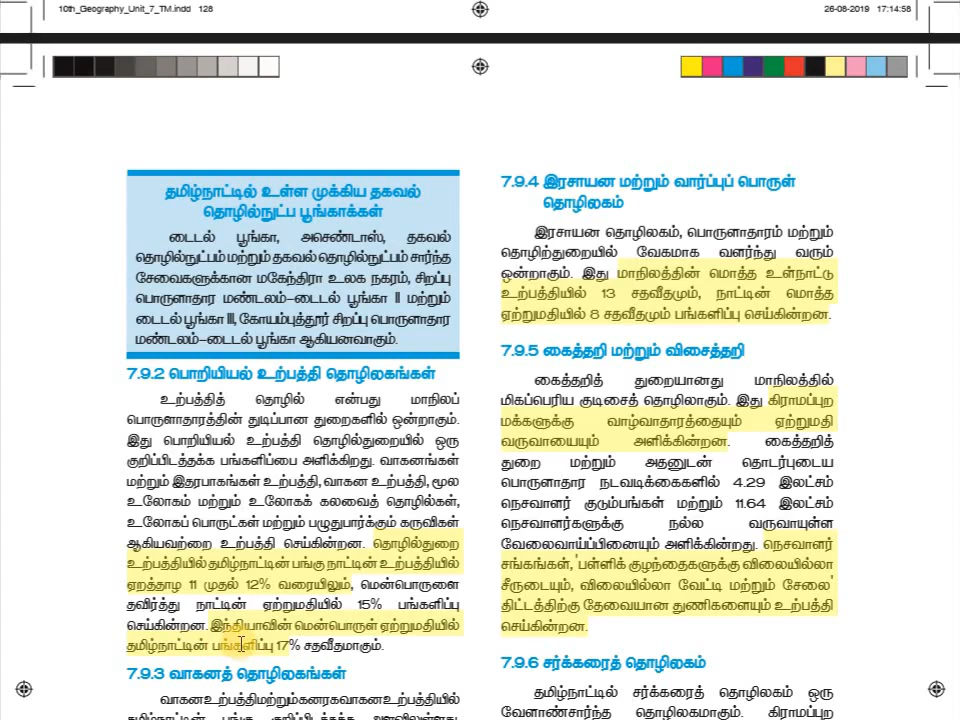 10th_Geography_Unit_7_TM.indd 128
26-08-2019 17:14:58
தமிழ்நாட்டில் உள்ள முக்கிய தகவல்
தொழில்நுட்ப பூங்காக்கள்
டைடல் பூங்கா, அசெண்டாஸ், தகவல்
தொழில்நுட்பம் மற்றும் தகவல் தொழில்நுட்பம் சார்ந்த
சேவைகளுக்கான மகேந்திரா உலக நகரம், சிறப்பு
பொருளாதார மண்டலம்–டைடல் பூங்கா II மற்றும்
டைடல் பூங்கா III, கோயம்புத்தூர் சிறப்பு பொருளாதார
மண்டலம்–டைடல் பூங்கா ஆகியனவாகும்.
7.9.2 பொறியியல் உற்பத்தி தொழிலகங்கள்
உற்பத்தித் தொழில் என்பது மாநிலப்
பொருளாதாரத்தின் துடிப்பான துறைகளில் ஒன்றாகும்.
இது பொறியியல் உற்பத்தி தொழில்துறையில் ஒரு
குறிப்பிடத்தக்க பங்களிப்பை அளிக்கிறது. வாகனங்கள்
மற்றும் இதரபாகங்கள் உற்பத்தி, வாகன உற்பத்தி, மூல
உலோகம் மற்றும் உலோகக் கலவைத் தொழில்கள்,
உலோகப் பொருட்கள் மற்றும் பழுதுபார்க்கும் கருவிகள்
ஆகியவற்றை உற்பத்தி செய்கின்றன. தொழில்துறை
உற்பத்தியில் தமிழ்நாட்டின் பங்கு நாட்டின் உற்பத்தியில்
ஏறத்தாழ 11 முதல் 12% வரையிலும், மென்பொருளை
தவிர்த்து நாட்டின் ஏற்றுமதியில் 15% பங்களிப்பு
செய்கின்றன. இந்தியாவின் மென்பொருள் ஏற்றுமதியில்
தமிழ்நாட்டின் பங்களிப்பு 17% சதவீதமாகும்.
7.9.3 வாகனத் தொழிலகங்கள்
வாகன உற்பத்தி மற்றும் கனரக வாகன உற்பத்தியில்
7.9.4 இரசாயன மற்றும் வார்ப்புப் பொருள்
தொழிலகம்
இரசாயன தொழிலகம், பொருளாதாரம் மற்றும்
தொழிற்துறையில் வேகமாக வளர்ந்து வரும்
ஒன்றாகும். இது மாநிலத்தின் மொத்த உள்நாட்டு
உற்பத்தியில் 13 சதவீதமும், நாட்டின் மொத்த
ஏற்றுமதியில் 8 சதவீதமும் பங்களிப்பு செய்கின்றன.
7.9.5 கைத்தறி மற்றும் விசைத்தறி
கைத்தறித் துறையானது மாநிலத்தில்
மிகப்பெரிய குடிசைத் தொழிலாகும். இது கிராமப்புற
மக்களுக்கு வாழ்வாதாரத்தையும் ஏற்றுமதி
வருவாயையும் அளிக்கின்றன. கைத்தறித்
துறை மற்றும் அதனுடன் தொடர்புடைய
பொருளாதார நடவடிக்கைகளில் 4.29 இலட்சம்
நெசவாளர் குடும்பங்கள் மற்றும் 11.64 இலட்சம்
நெசவாளர்களுக்கு நல்ல வருவாயுள்ள
வேலைவாய்ப்பினையும் அளிக்கின்றது. நெசவாளர்
சங்கங்கள், 'பள்ளிக் குழந்தைகளுக்கு விலையில்லா
சீருடையும், விலையில்லா வேட்டி மற்றும் சேலை'
திட்டத்திற்கு தேவையான துணிகளையும் உற்பத்தி
செய்கின்றன.
7.9.6 சர்க்கரைத் தொழிலகம்
தமிழ்நாட்டில் சர்க்கரைத் தொழிலகம் ஒரு
வேளாண்சார்ந்த தொழிலகமாகும். கிராமப்புற